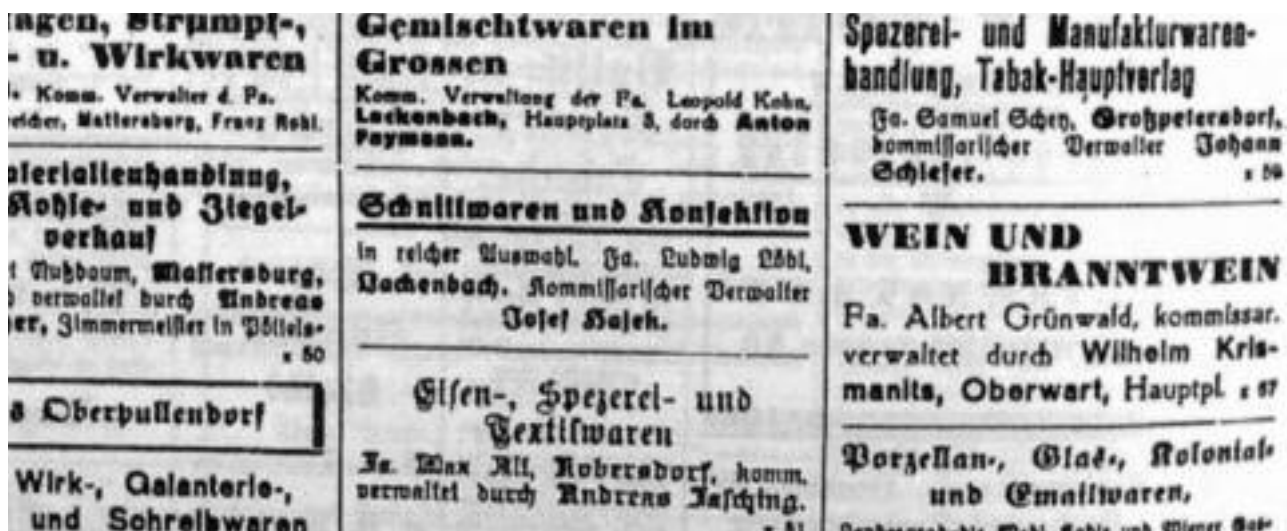 - u. Wirkwaren
Komm. Verwalter d. Fa.
Mattersburg, Franz
Kohle- und Ziegel-
verkauf
Nußbaum, Mattersburg,
verwaltet durch Andreas
Zimmermeister in Pöttels-
x 50
Oberpullendorf
Wirk-, Galanterie-,
und Schreibwaren
Gemischtwaren im
Grossen
Komm. Verwaltung der Fa. Leopold Kohn,
Lackenbach, Hauptplatz 3, durch Anton
Paymann.
Schnittwaren und Konfektion
in reicher Auswahl. Fa. Ludwig Löbl,
Lackenbach. Kommissarischer Verwalter
Josef Hajek.
Eisen-, Spezerei- und
Textilwaren
Fa. Max Alt, Kobersdorf, komm.
verwaltet durch Andreas Jasching.
Spezerei- und Manufakturwaren-
handlung, Tabak-Hauptverlag
Fa. Samuel Schey, Großpetersdorf,
kommissarischer Verwalter Johann
Schiefer.
WEIN UND
BRANNTWEIN
Fa. Albert Grünwald, kommissar.
verwaltet durch Wilhelm Kris-
manits, Oberwart, Hauptpl. x 67
Porzellan-, Glas-, Kolonial-
und Emailwaren,